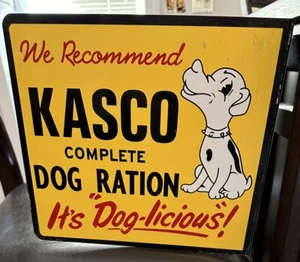 We Recommend
KASCO
COMPLETE
DOG RATION
It's "Dog-licious"!